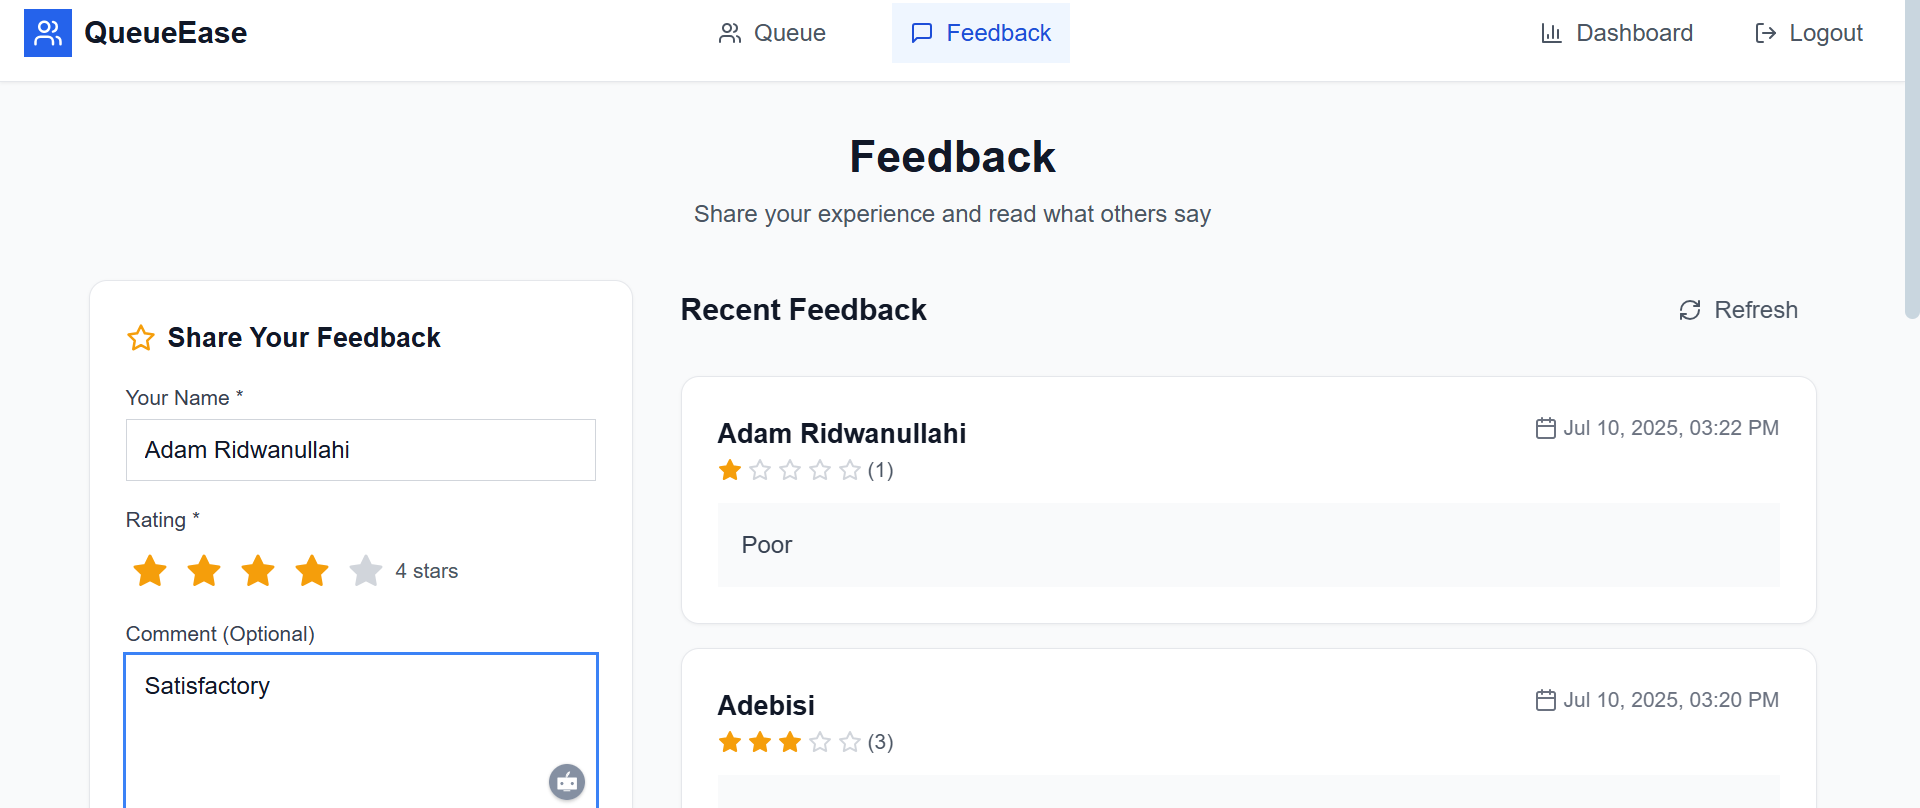 QueueEase
Queue
Feedback
Dashboard
Logout
Feedback
Share your experience and read what others say
Share Your Feedback
Your Name *
Adam Ridwanullahi
Rating *
4 stars
Comment (Optional)
Satisfactory
Recent Feedback
Refresh
Adam Ridwanullahi
Jul 10, 2025, 03:22 PM
(1)
Poor
Adebisi
Jul 10, 2025, 03:20 PM
(3)